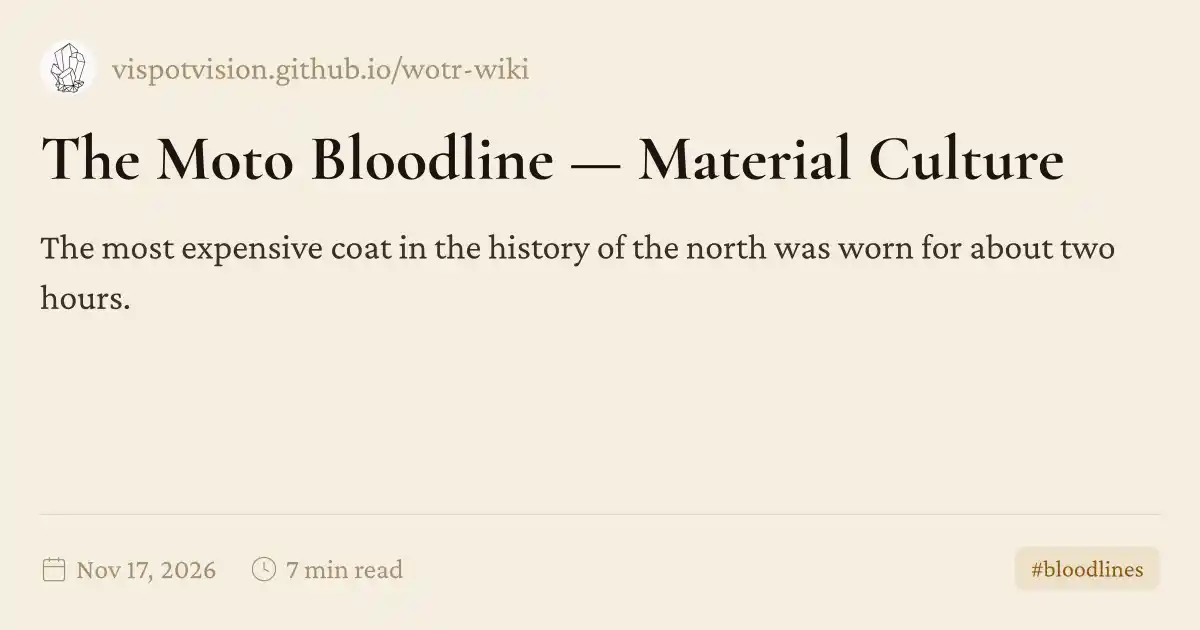 vispotvision.github.io/wotr-wiki
The Moto Bloodline — Material Culture
The most expensive coat in the history of the north was worn for about two
hours.
Nov 17, 2026
7 min read
#bloodlines